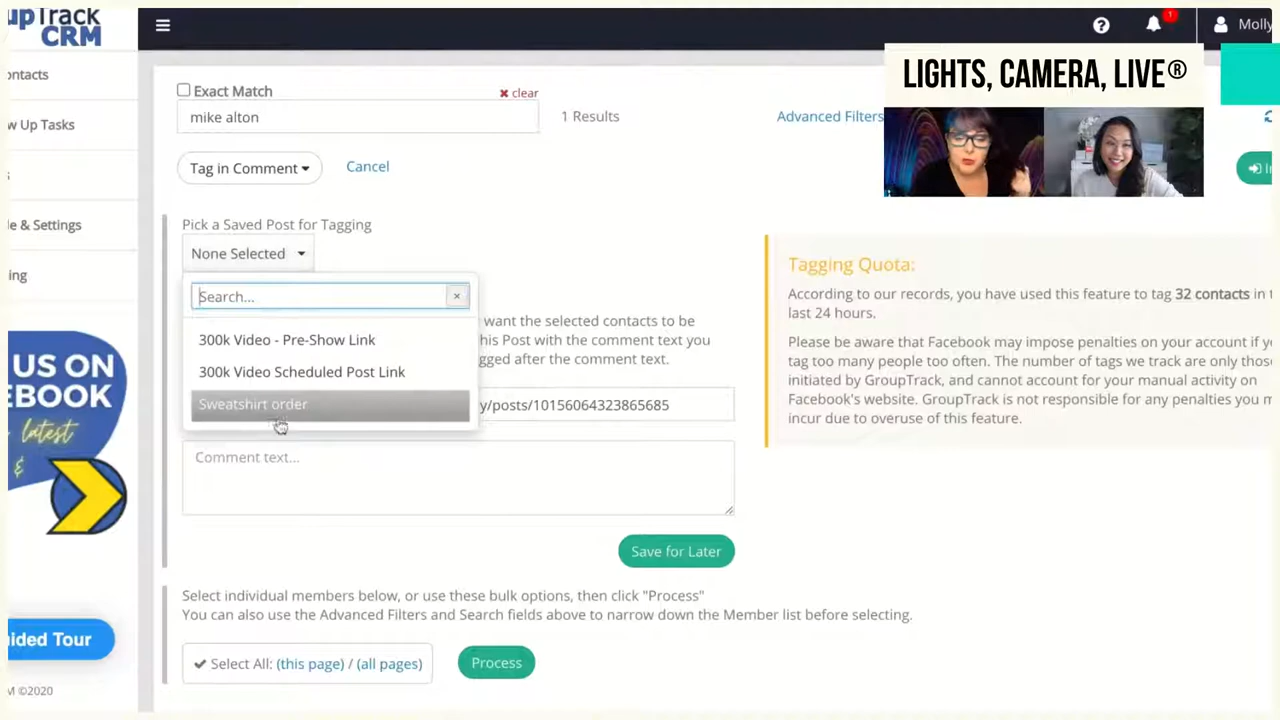 upTrack
CRM
Molly
1
LIGHTS, CAMERA, LIVE®
ontacts
w Up Tasks
s
le & Settings
ing
US ON
EBOOK
latest
&
ided Tour
M ©2020
Exact Match
✖ clear
mike alton
1 Results
Advanced Filters
Tag in Comment
Cancel
In
Pick a Saved Post for Tagging
None Selected
Search...
×
300k Video - Pre-Show Link
300k Video Scheduled Post Link
Sweatshirt order
want the selected contacts to be
his Post with the comment text you
gged after the comment text.
y/posts/10156064323865685
Comment text...
Save for Later
Tagging Quota:
According to our records, you have used this feature to tag 32 contacts in t
last 24 hours.
Please be aware that Facebook may impose penalties on your account if y
tag too many people too often. The number of tags we track are only thos
initiated by GroupTrack, and cannot account for your manual activity on
Facebook's website. GroupTrack is not responsible for any penalties you m
incur due to overuse of this feature.
Select individual members below, or use these bulk options, then click "Process"
You can also use the Advanced Filters and Search fields above to narrow down the Member list before selecting.
✔ Select All: (this page) / (all pages)
Process